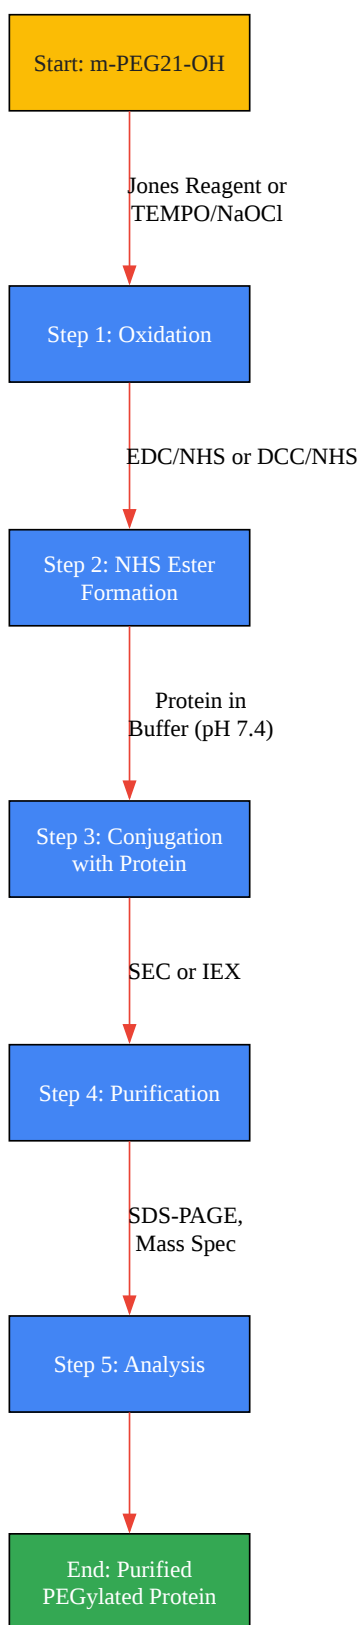 Start: m-PEG21-OH
Jones Reagent or
TEMPO/NaOCl
Step 1: Oxidation
EDC/NHS or DCC/NHS
Step 2: NHS Ester
Formation
Protein in
Buffer (pH 7.4)
Step 3: Conjugation
with Protein
SEC or IEX
Step 4: Purification
SDS-PAGE,
Mass Spec
Step 5: Analysis
End: Purified
PEGylated Protein